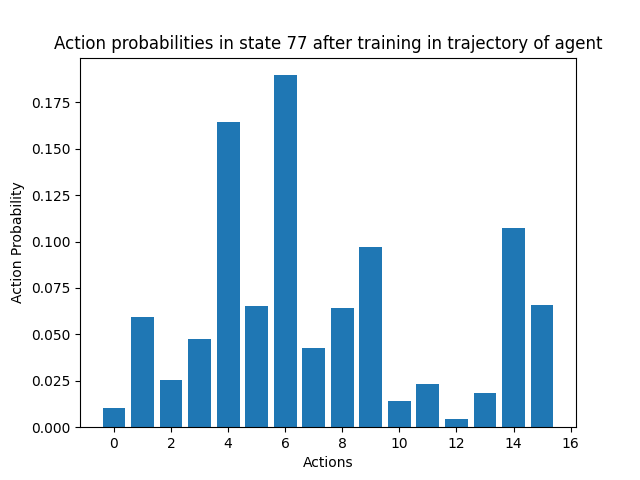 Action probabilities in state 77 after training in trajectory of agent
0.175
0.150
0.125
0.100
0.075
0.050
0.025
0.000
Action Probability
0 2 4 6 8 10 12 14 16
Actions